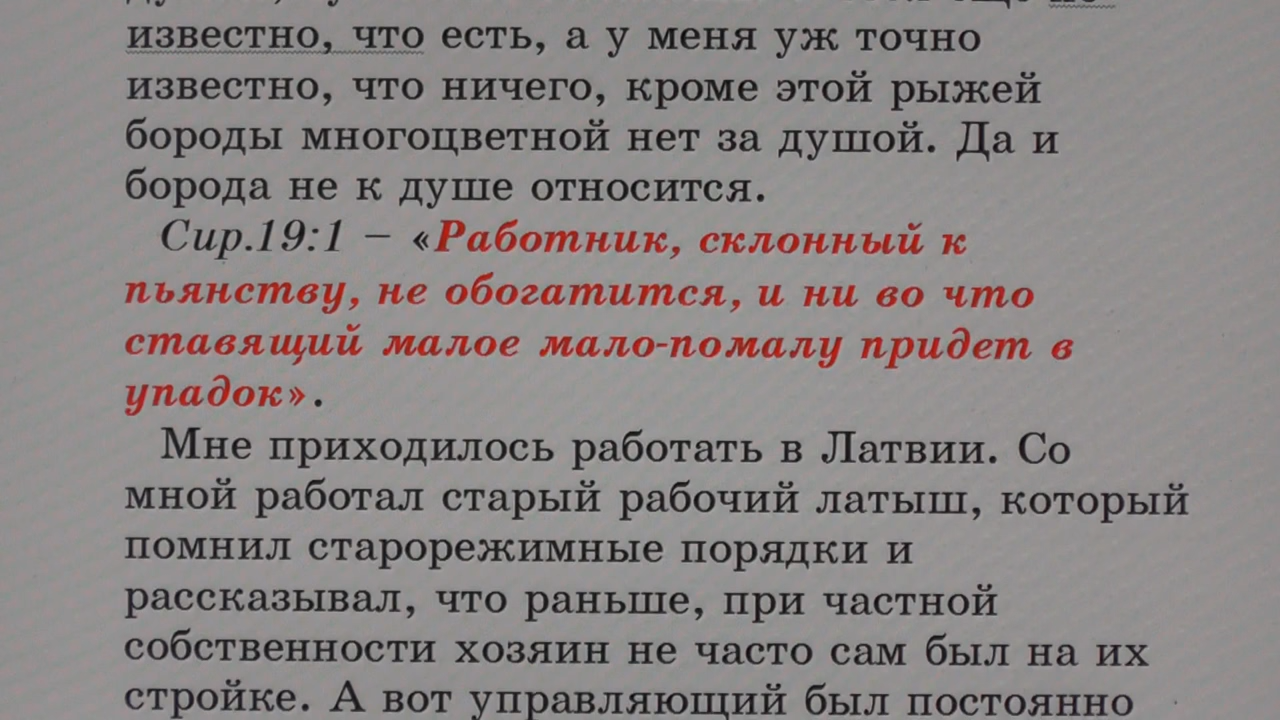 известно, что есть, а у меня уж точно
известно, что ничего, кроме этой рыжей
бороды многоцветной нет за душой. Да и
борода не к душе относится.
Сир.19:1 – «Работник, склонный к
пьянству, не обогатится, и ни во что
ставящий малое мало-помалу придет в
упадок».
Мне приходилось работать в Латвии. Со
мной работал старый рабочий латыш, который
помнил старорежимные порядки и
рассказывал, что раньше, при частной
собственности хозяин не часто сам был на их
стройке. А вот управляющий был постоянно